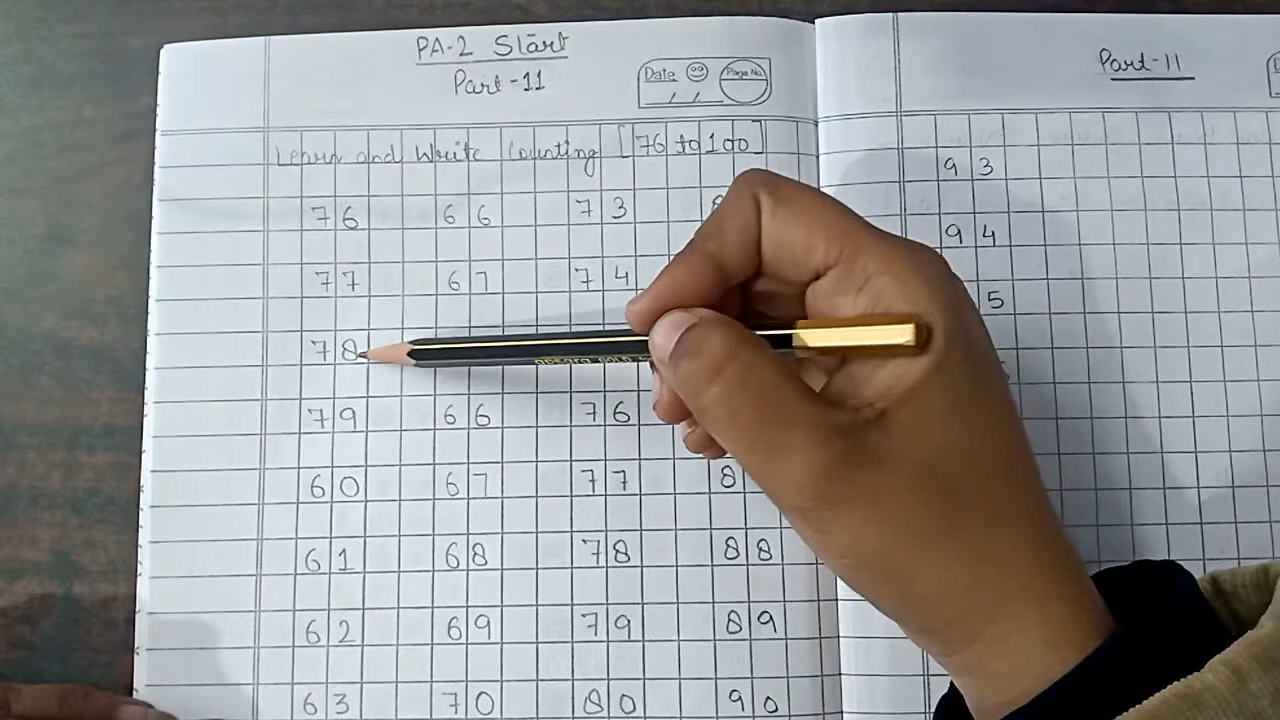 PA-2 Start
Part-11
Date
Page No.
Learn and Write Counting [76 to 100]
76 66 73
77 67 74
78
79 66 76
60 67 77 8
61 68 78 88
62 69 79 89
63 70 80 90
Part-11
93
94
5